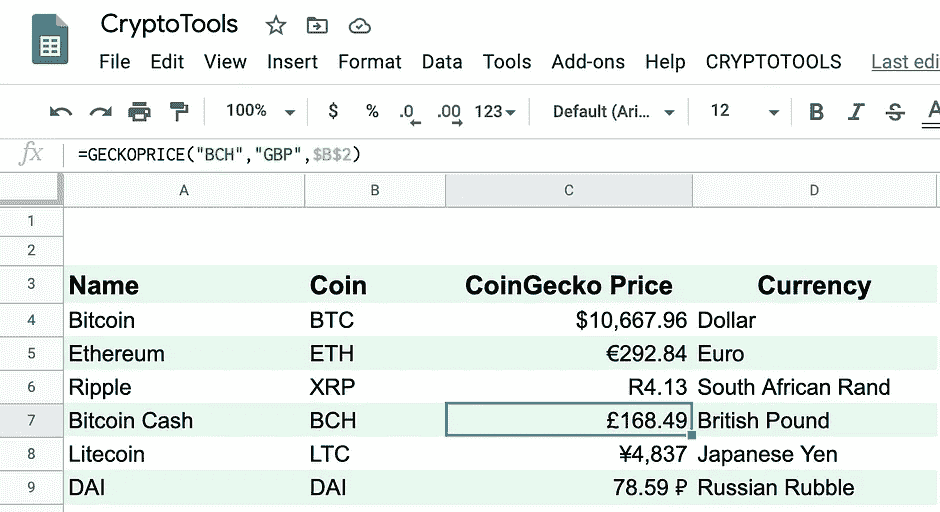 CryptoTools
File Edit View Insert Format Data Tools Add-ons Help CRYPTOTOOLS Last edi
100% $ % .0 .00 123 Default (Ari... 12 B I S A
fx =GECKOPRICE("BCH","GBP",$B$2)
A B C D
1
2
3 Name Coin CoinGecko Price Currency
4 Bitcoin BTC $10,667.96 Dollar
5 Ethereum ETH €292.84 Euro
6 Ripple XRP R4.13 South African Rand
7 Bitcoin Cash BCH £168.49 British Pound
8 Litecoin LTC ¥4,837 Japanese Yen
9 DAI DAI 78.59 ₽ Russian Rubble